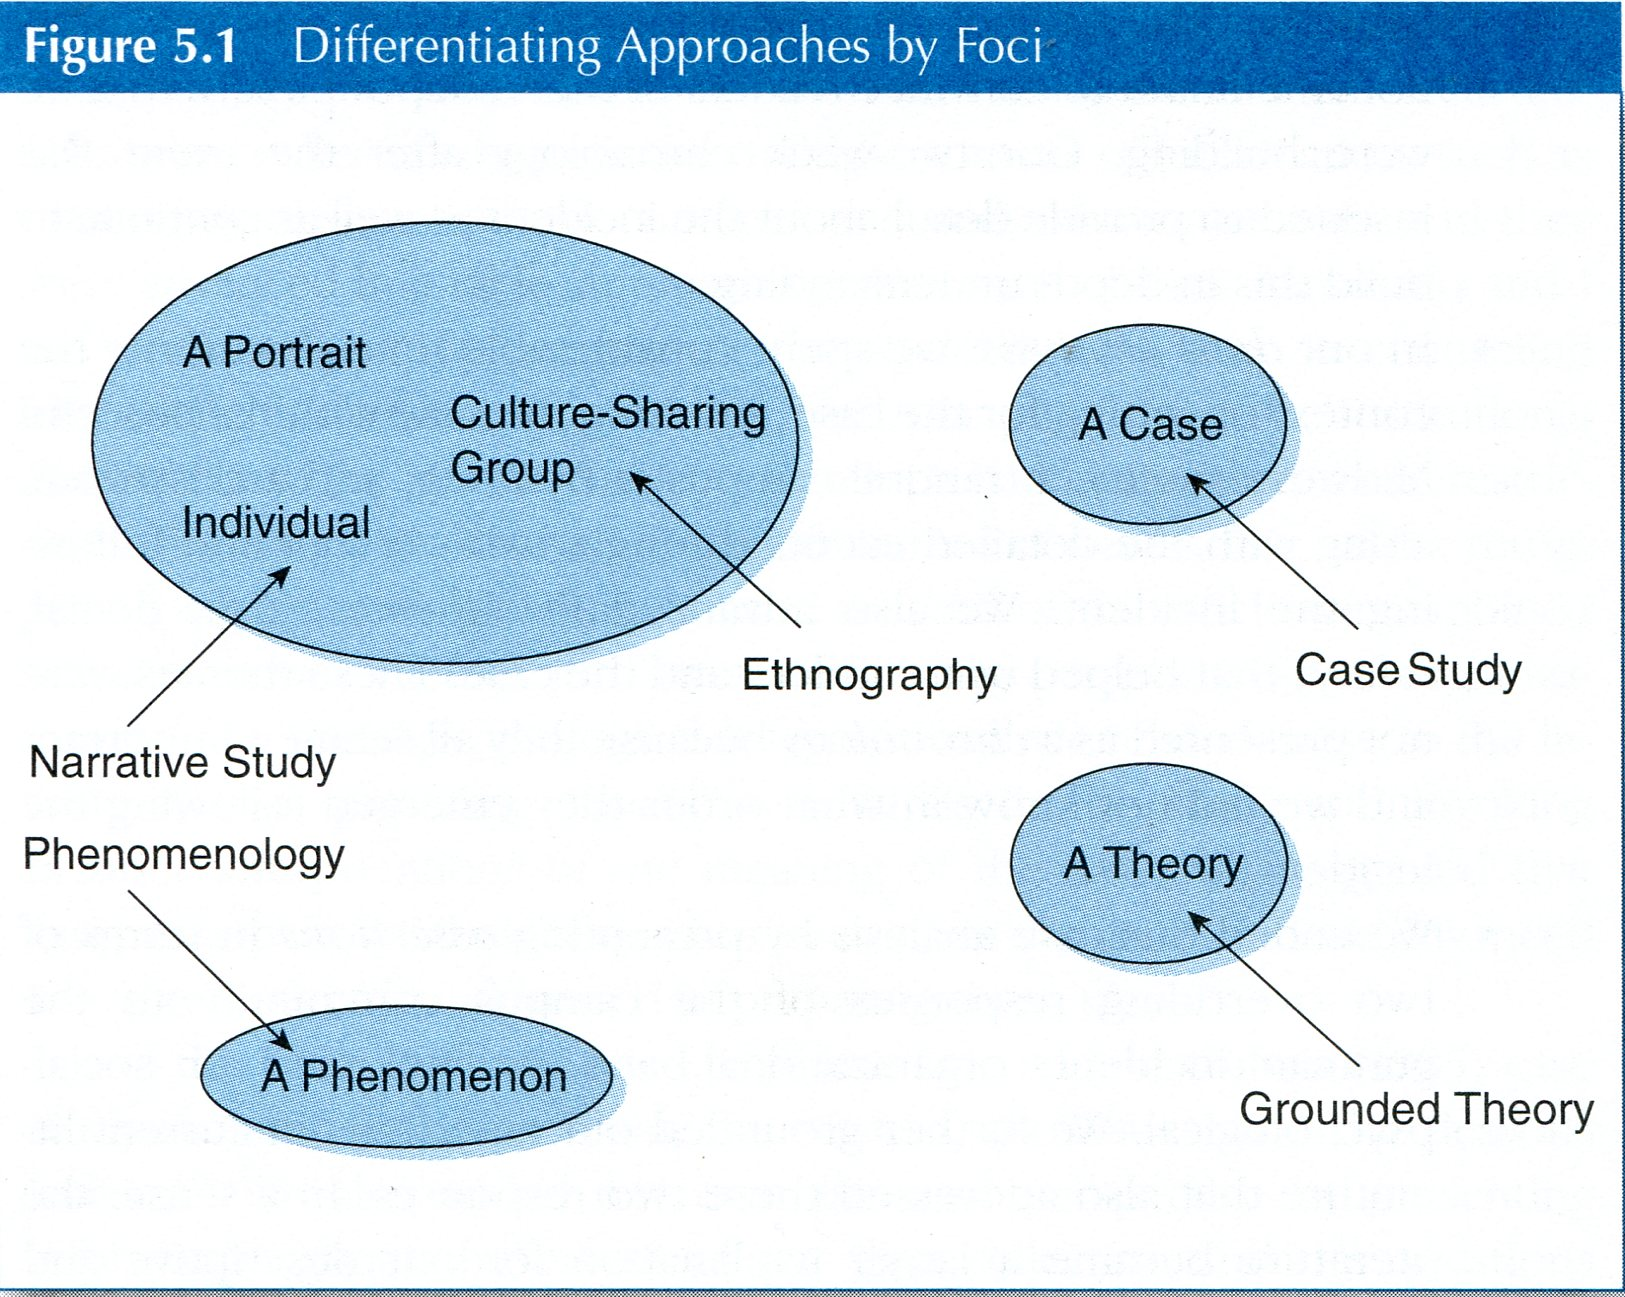 Figure 5.1 Differentiating Approaches by Foci
A Portrait
Culture-Sharing
Group
Individual
A Case
Ethnography
Case Study
Narrative Study
Phenomenology
A Theory
A Phenomenon
Grounded Theory